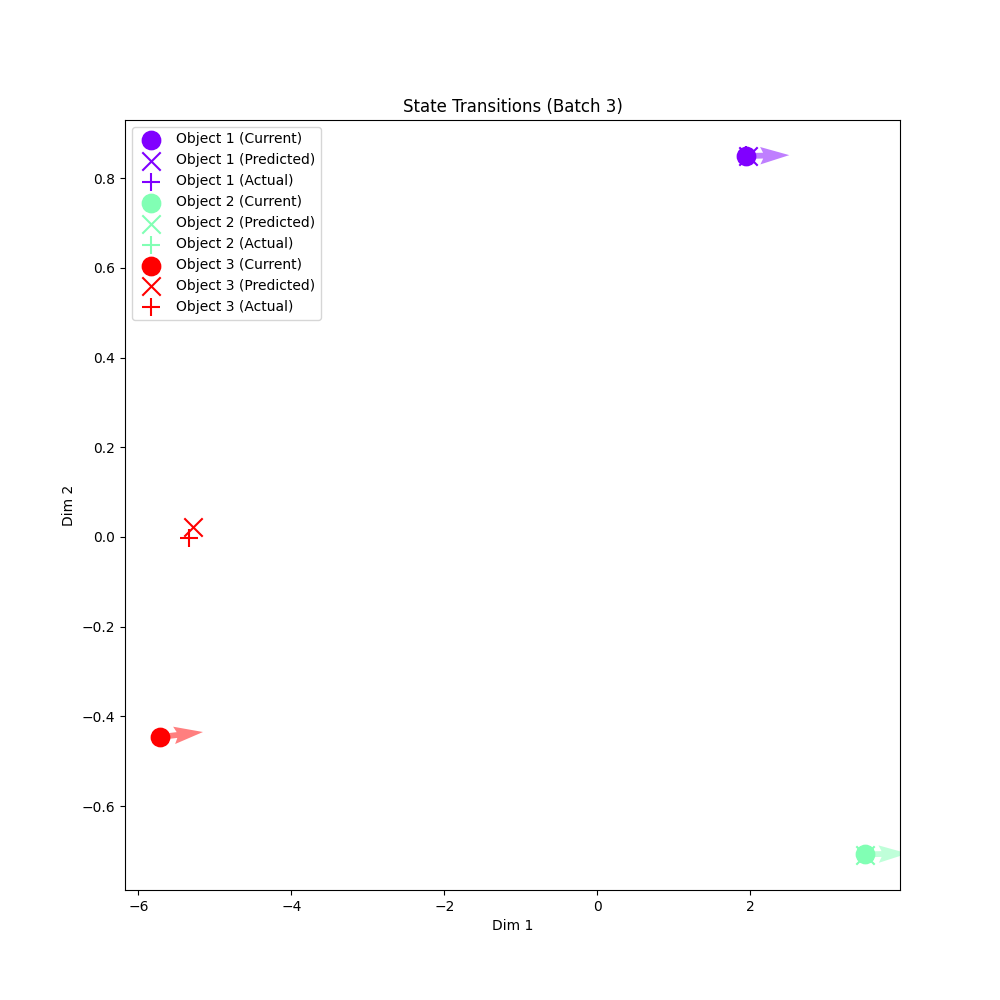 State Transitions (Batch 3)
Object 1 (Current)
Object 1 (Predicted)
Object 1 (Actual)
Object 2 (Current)
Object 2 (Predicted)
Object 2 (Actual)
Object 3 (Current)
Object 3 (Predicted)
Object 3 (Actual)
0.8
0.6
0.4
0.2
0.0
−0.2
−0.4
−0.6
Dim 2
−6
−4
−2
0
2
Dim 1